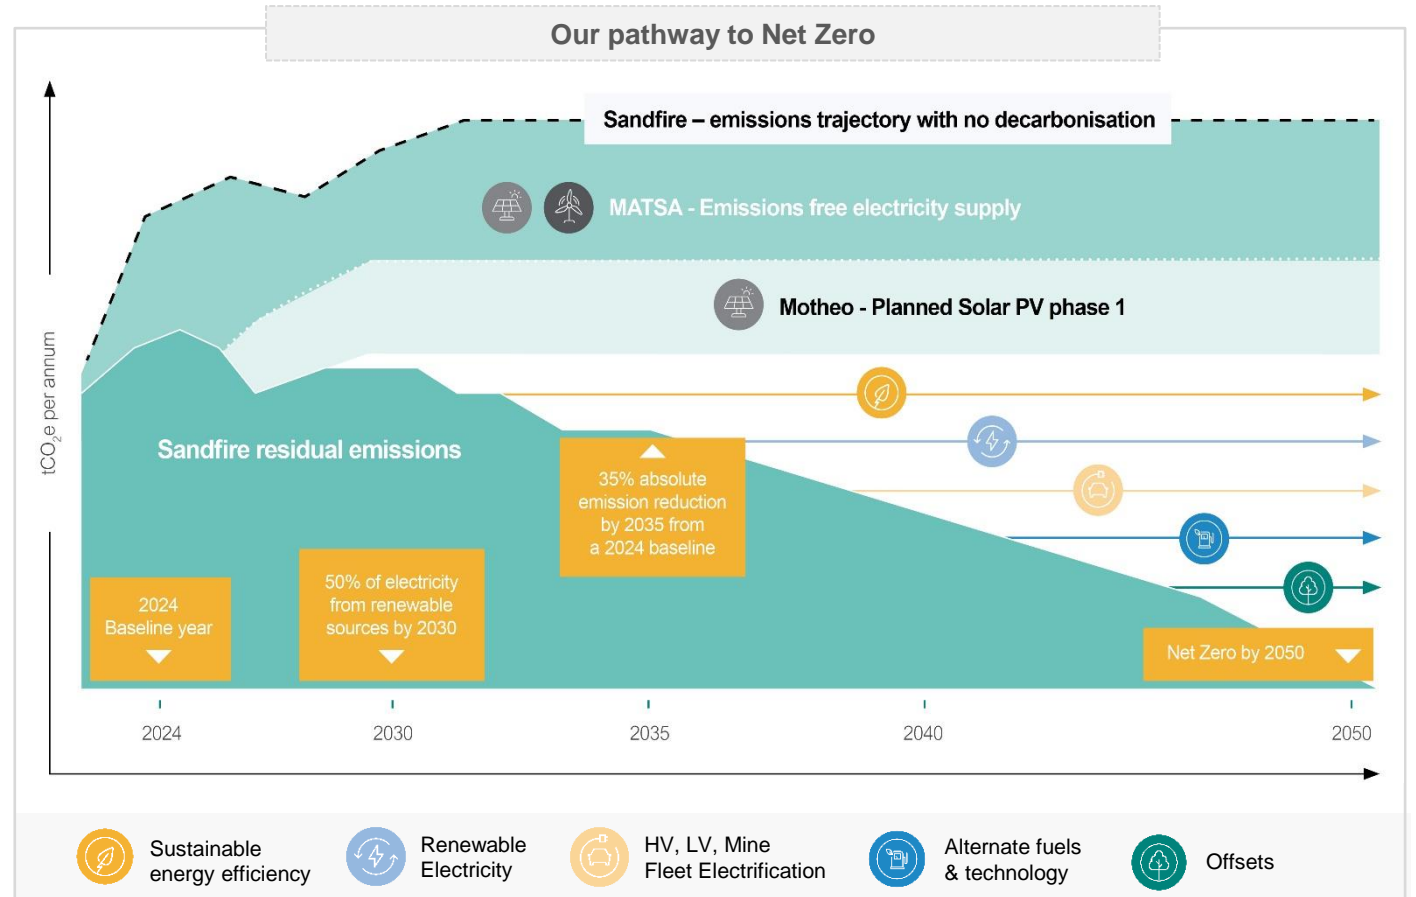 Our pathway to Net Zero
Sandfire – emissions trajectory with no decarbonisation
MATSA - Emissions free electricity supply
Motheo - Planned Solar PV phase 1
tCO₂e per annum
Sandfire residual emissions
35% absolute
emission reduction
by 2035 from
a 2024 baseline
50% of electricity
from renewable
sources by 2030
2024
Baseline year
Net Zero by 2050
2024
2030
2035
2040
2050
Sustainable
energy efficiency
Renewable
Electricity
HV, LV, Mine
Fleet Electrification
Alternate fuels
& technology
Offsets